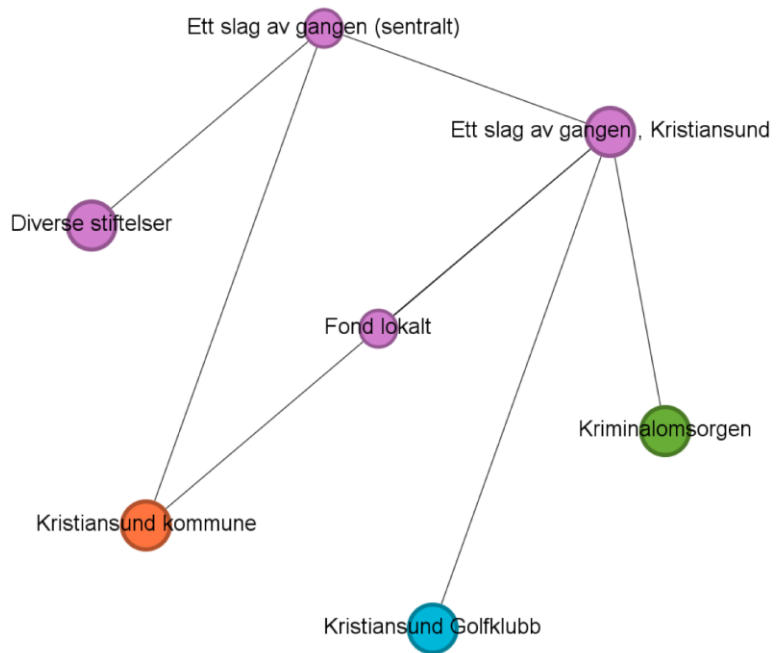 Ett slag av gangen (sentralt)
Ett slag av gangen , Kristiansund
Diverse stiftelser
Fond lokalt
Kriminalomsorgen
Kristiansund kommune
Kristiansund Golfklubb